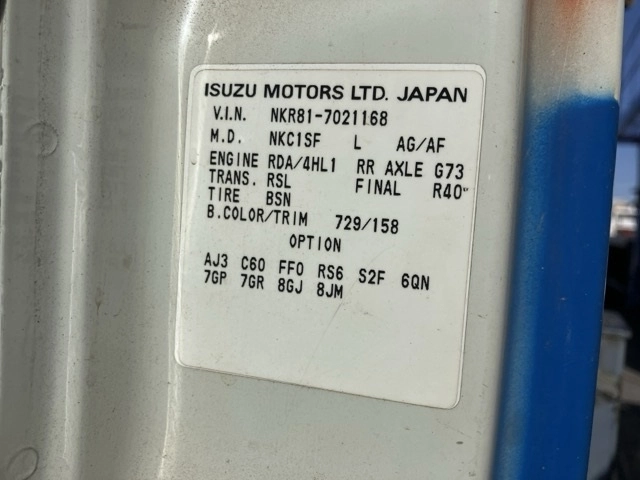 ISUZU MOTORS LTD. JAPAN
V.I.N. NKR81-7021168
M.D. NKC1SF L AG/AF
ENGINE RDA/4HL1 RR AXLE G73
TRANS. RSL FINAL R40"
TIRE BSN
B.COLOR/TRIM 729/158
OPTION
AJ3 C60 FF0 RS6 S2F 6QN
7GP 7GR 8GJ 8JM